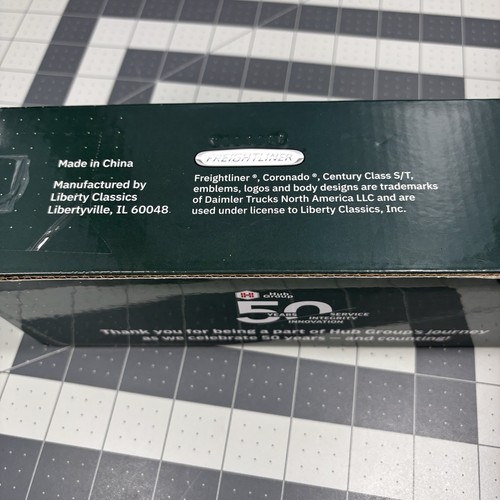 FREIGHTLINER
Made in China
Manufactured by
Liberty Classics
Libertyville, IL 60048
Freightliner ®, Coronado ®, Century Class S/T,
emblems, logos and body designs are trademarks
of Daimler Trucks North America LLC and are
used under license to Liberty Classics, Inc.
Hub
Group
50
YEARS SERVICE
INTEGRITY
INNOVATION
Thank you for being a part of Hub Group's journey
as we celebrate 50 years — and counting!